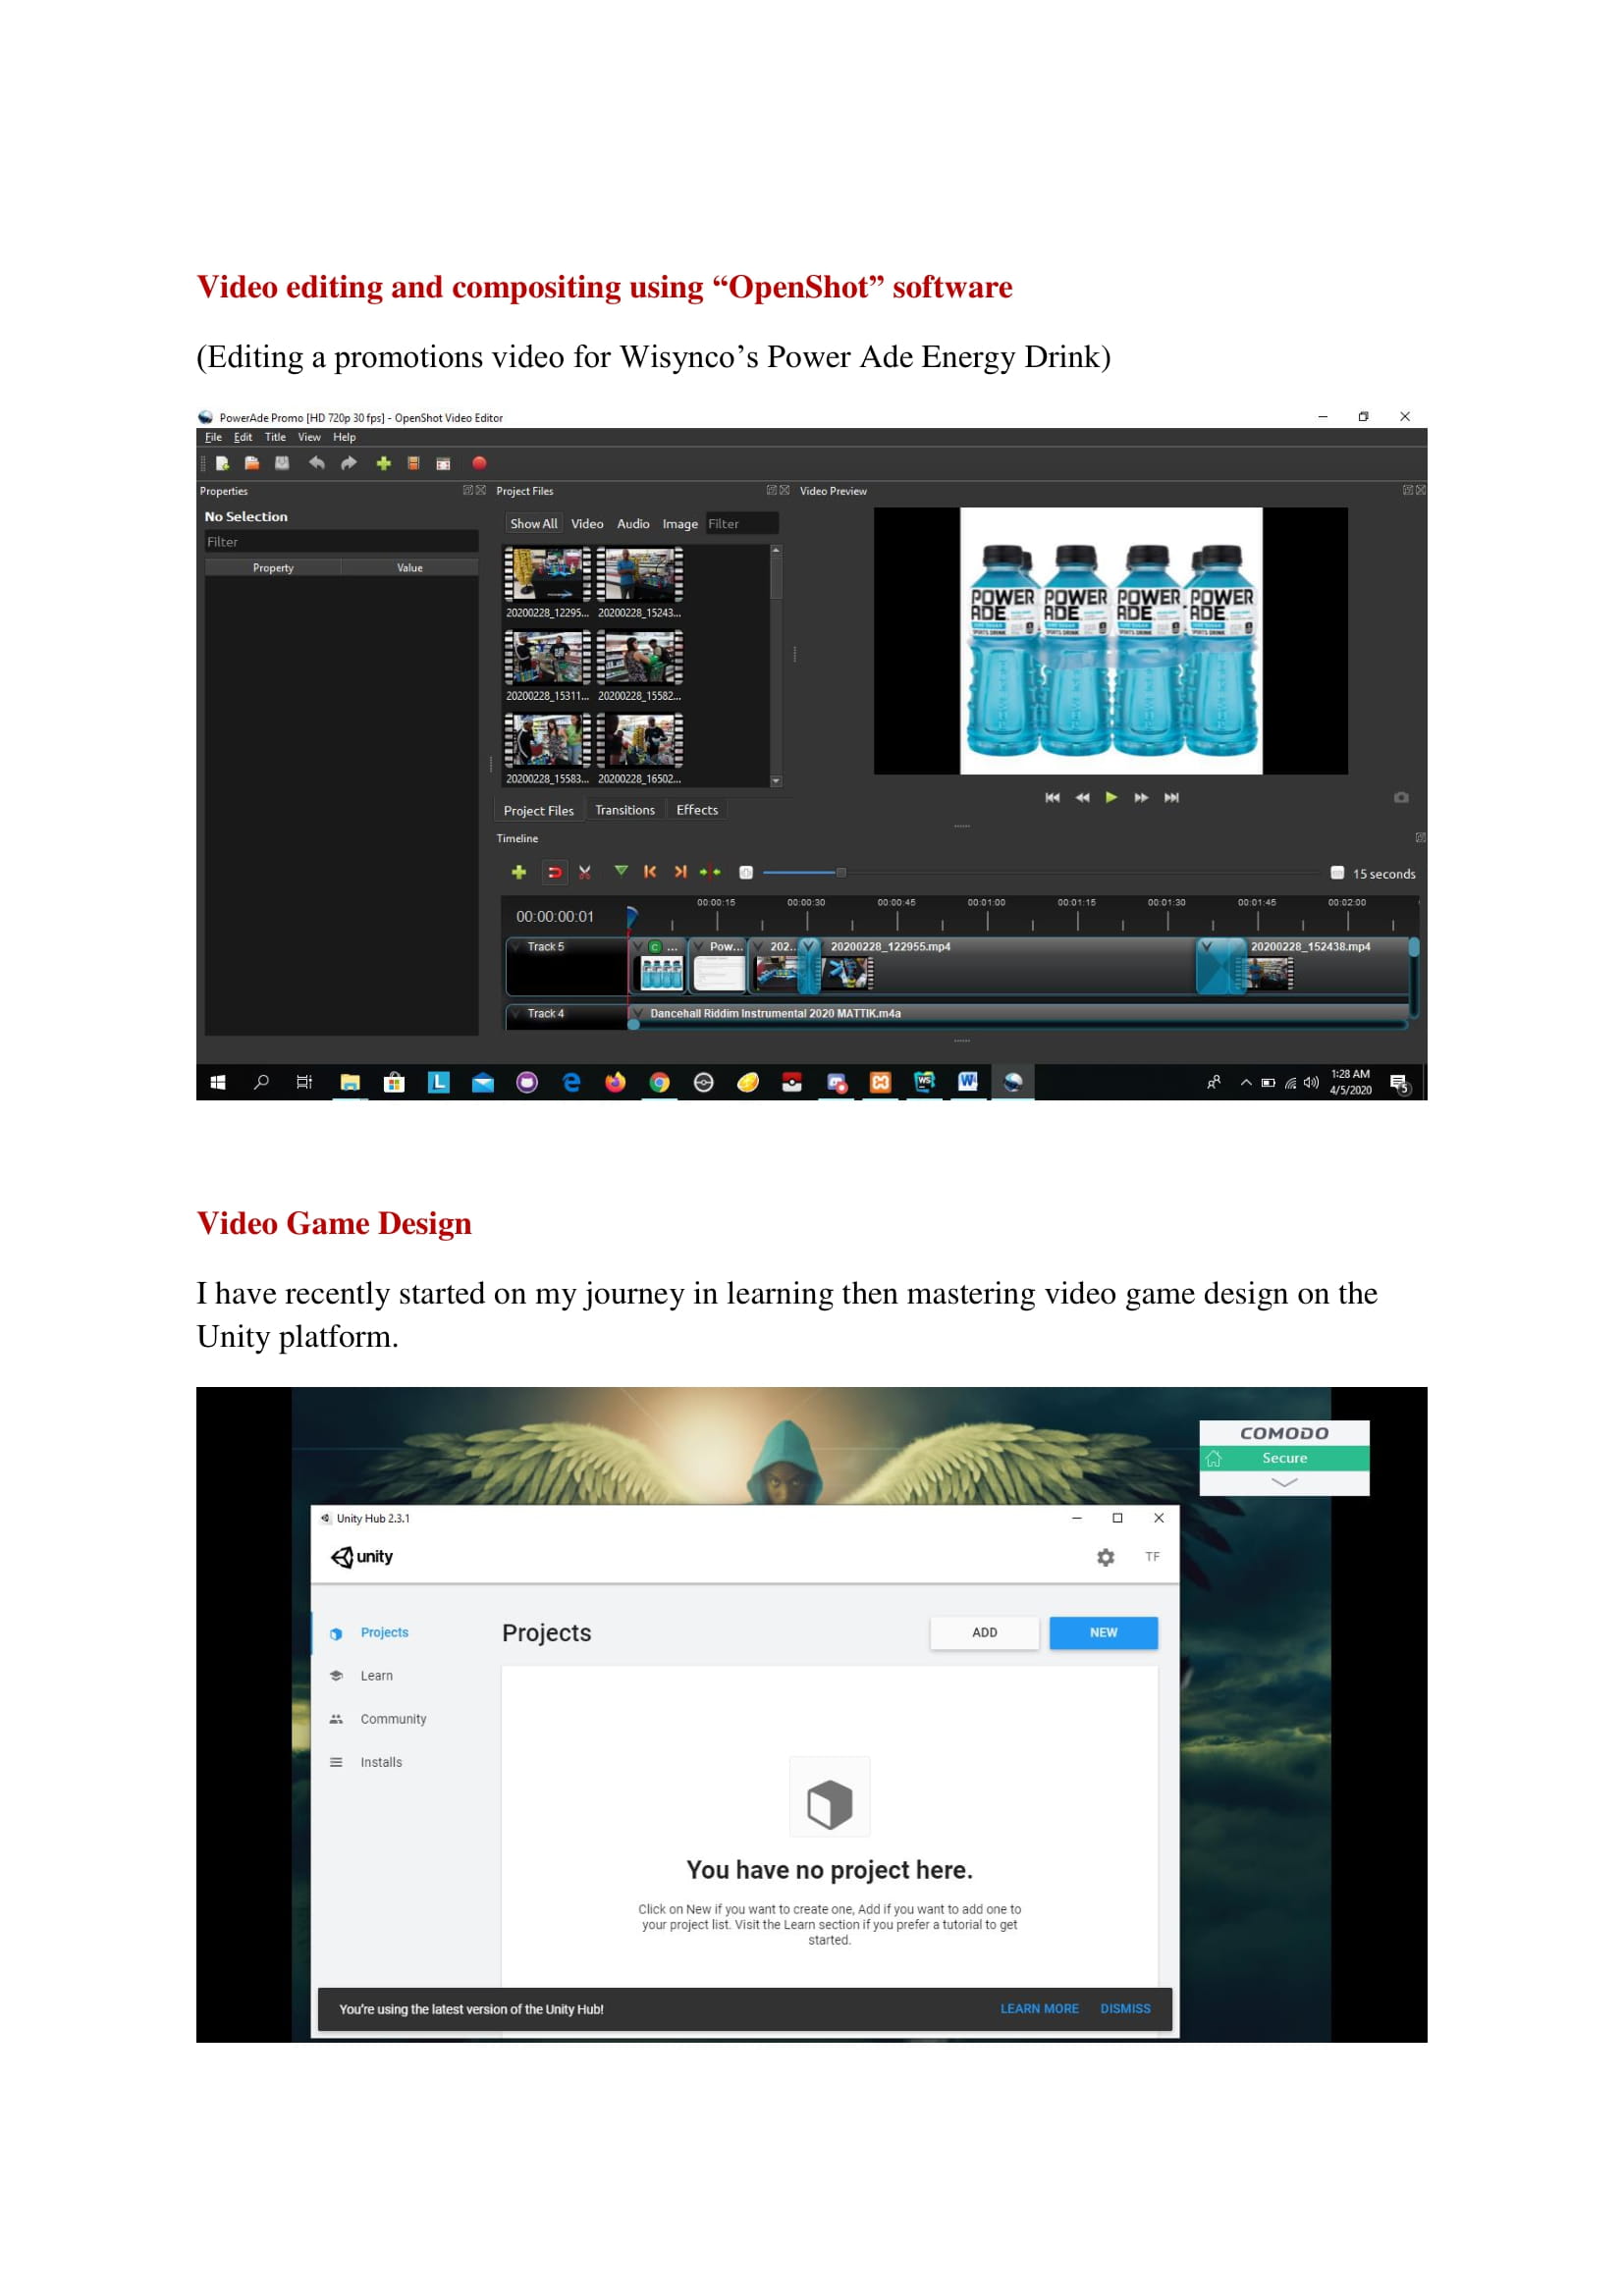 Video editing and compositing using “OpenShot” software
(Editing a promotions video for Wisynco’s Power Ade Energy Drink)
PowerAde Promo [HD 720p 30 fps] - OpenShot Video Editor
File Edit Title View Help
Properties
Project Files
Video Preview
No Selection
Filter
Property Value
Show All Video Audio Image Filter
20200228_12295... 20200228_15243...
20200228_15311... 20200228_15582...
20200228_15583... 20200228_16502...
POWER POWER POWER POWER
ADE ADE ADE ADE
SPORTS DRINK SPORTS DRINK SPORTS DRINK SPORTS DRINK
Project Files Transitions Effects
Timeline
15 seconds
00:00:00:01
00:00:15 00:00:30 00:00:45 00:01:00 00:01:15 00:01:30 00:01:45 00:02:00
Track 5 C ... Pow... 202... 20200228_122955.mp4 20200228_152438.mp4
Track 4 Dancehall Riddim Instrumental 2020 MATTIK.m4a
L WS W
1:28 AM
4/5/2020
5
Video Game Design
I have recently started on my journey in learning then mastering video game design on the
Unity platform.
COMODO
Secure
Unity Hub 2.3.1
unity
TF
Projects
Learn
Community
Installs
Projects
ADD NEW
You have no project here.
Click on New if you want to create one, Add if you want to add one to
your project list. Visit the Learn section if you prefer a tutorial to get
started.
You're using the latest version of the Unity Hub! LEARN MORE DISMISS